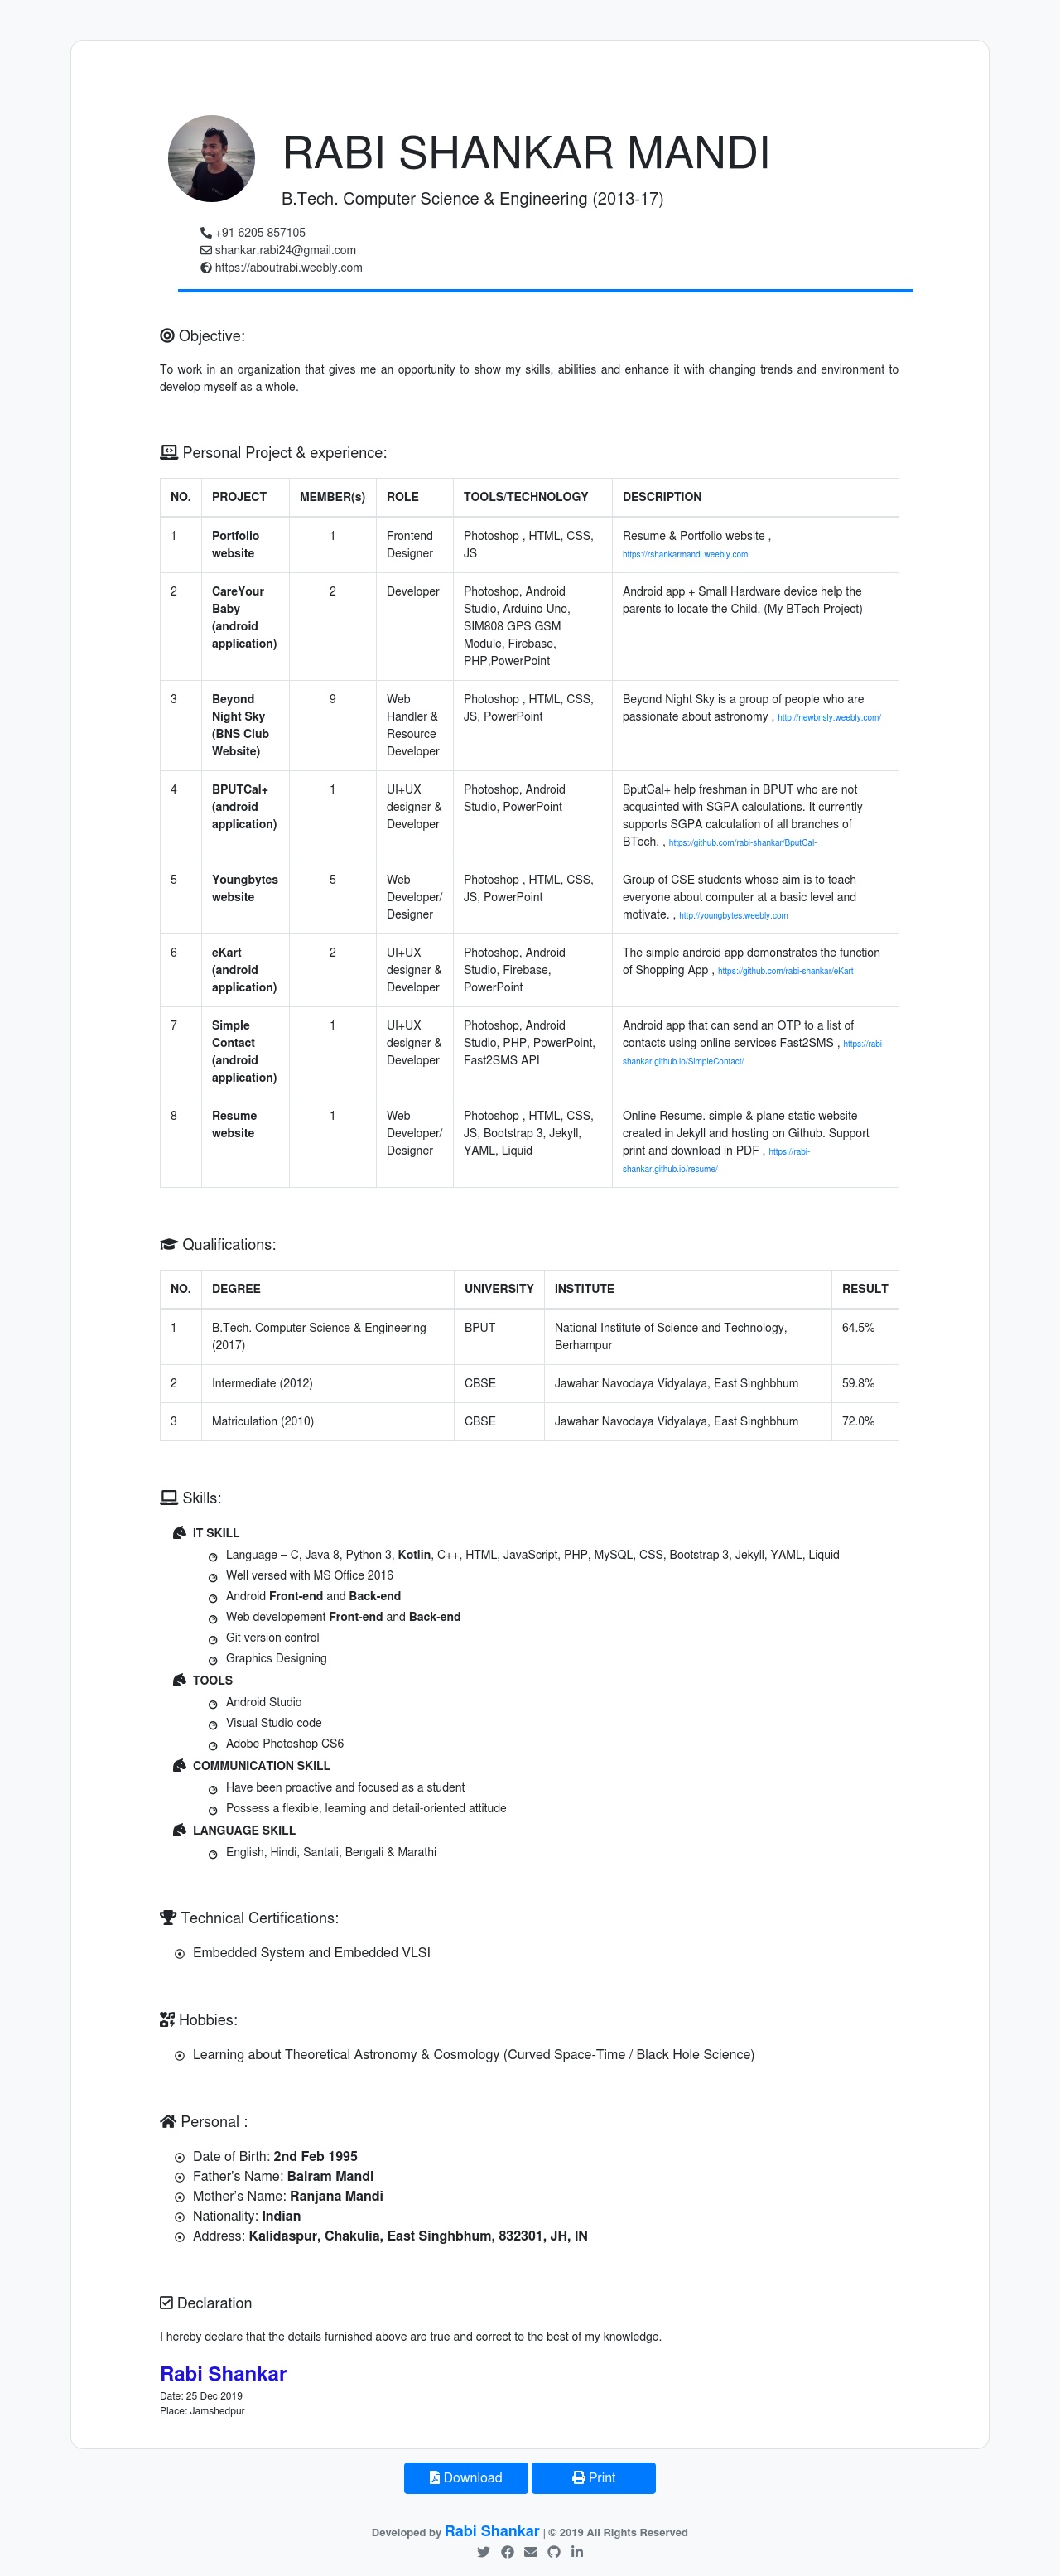 RABI SHANKAR MANDI
B.Tech. Computer Science & Engineering (2013-17)
+91 6205 857105
shankar.rabi24@gmail.com
https://aboutrabi.weebly.com
Objective:
To work in an organization that gives me an opportunity to show my skills, abilities and enhance it with changing trends and environment to
develop myself as a whole.
Personal Project & experience:
NO. PROJECT MEMBER(s) ROLE TOOLS/TECHNOLOGY DESCRIPTION
1 Portfolio 1 Frontend Photoshop , HTML, CSS, Resume & Portfolio website ,
website Designer JS https://rshankarmandi.weebly.com
2 CareYour 2 Developer Photoshop, Android Android app + Small Hardware device help the
Baby Studio, Arduino Uno, parents to locate the Child. (My BTech Project)
(android SIM808 GPS GSM
application) Module, Firebase,
PHP,PowerPoint
3 Beyond 9 Web Photoshop , HTML, CSS, Beyond Night Sky is a group of people who are
Night Sky Handler & JS, PowerPoint passionate about astronomy , http://newbnsly.weebly.com/
(BNS Club Resource
Website) Developer
4 BPUTCal+ 1 UI+UX Photoshop, Android BputCal+ help freshman in BPUT who are not
(android designer & Studio, PowerPoint acquainted with SGPA calculations. It currently
application) Developer supports SGPA calculation of all branches of
BTech. , https://github.com/rabi-shankar/BputCal-
5 Youngbytes 5 Web Photoshop , HTML, CSS, Group of CSE students whose aim is to teach
website Developer/ JS, PowerPoint everyone about computer at a basic level and
Designer motivate. , http://youngbytes.weebly.com
6 eKart 2 UI+UX Photoshop, Android The simple android app demonstrates the function
(android designer & Studio, Firebase, of Shopping App , https://github.com/rabi-shankar/eKart
application) Developer PowerPoint
7 Simple 1 UI+UX Photoshop, Android Android app that can send an OTP to a list of
Contact designer & Studio, PHP, PowerPoint, contacts using online services Fast2SMS , https://rabi-
(android Developer Fast2SMS API shankar.github.io/SimpleContact/
application)
8 Resume 1 Web Photoshop , HTML, CSS, Online Resume. simple & plane static website
website Developer/ JS, Bootstrap 3, Jekyll, created in Jekyll and hosting on Github. Support
Designer YAML, Liquid print and download in PDF , https://rabi-
shankar.github.io/resume/
Qualifications:
NO. DEGREE UNIVERSITY INSTITUTE RESULT
1 B.Tech. Computer Science & Engineering BPUT National Institute of Science and Technology, 64.5%
(2017) Berhampur
2 Intermediate (2012) CBSE Jawahar Navodaya Vidyalaya, East Singhbhum 59.8%
3 Matriculation (2010) CBSE Jawahar Navodaya Vidyalaya, East Singhbhum 72.0%
Skills:
IT SKILL
Language – C, Java 8, Python 3, Kotlin, C++, HTML, JavaScript, PHP, MySQL, CSS, Bootstrap 3, Jekyll, YAML, Liquid
Well versed with MS Office 2016
Android Front-end and Back-end
Web developement Front-end and Back-end
Git version control
Graphics Designing
TOOLS
Android Studio
Visual Studio code
Adobe Photoshop CS6
COMMUNICATION SKILL
Have been proactive and focused as a student
Possess a flexible, learning and detail-oriented attitude
LANGUAGE SKILL
English, Hindi, Santali, Bengali & Marathi
Technical Certifications:
Embedded System and Embedded VLSI
Hobbies:
Learning about Theoretical Astronomy & Cosmology (Curved Space-Time / Black Hole Science)
Personal :
Date of Birth: 2nd Feb 1995
Father's Name: Balram Mandi
Mother's Name: Ranjana Mandi
Nationality: Indian
Address: Kalidaspur, Chakulia, East Singhbhum, 832301, JH, IN
Declaration
I hereby declare that the details furnished above are true and correct to the best of my knowledge.
Rabi Shankar
Date: 25 Dec 2019
Place: Jamshedpur
Download Print
Developed by Rabi Shankar | © 2019 All Rights Reserved